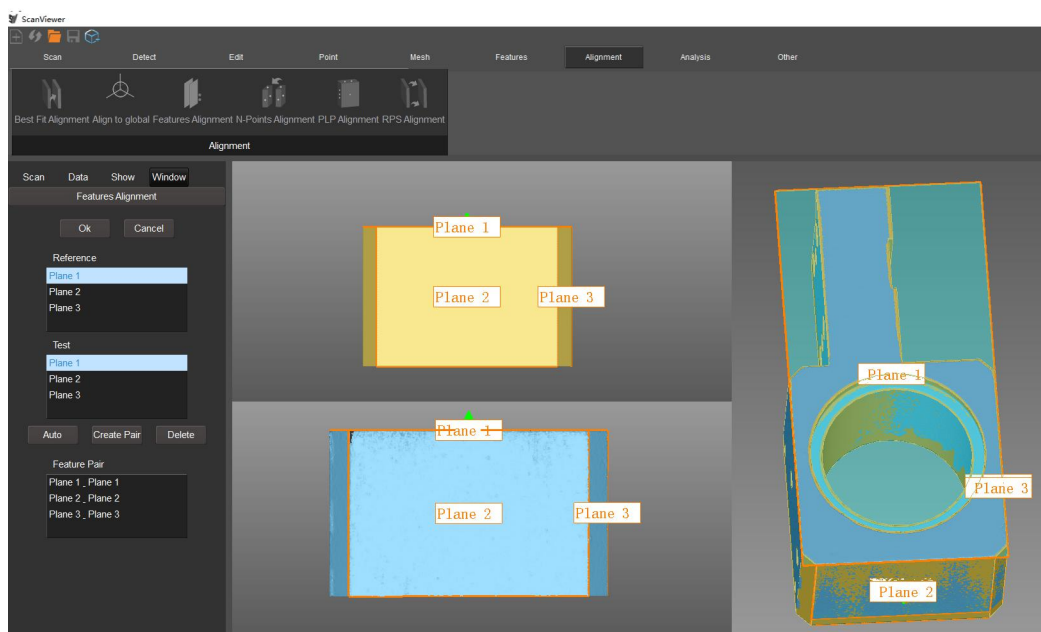 ScanViewer
Scan Detect Edit Point Mesh Features Alignment Analysis Other
Best Fit Alignment Align to global Features Alignment N-Points Alignment PLP Alignment RPS Alignment
Alignment
Scan Data Show Window
Features Alignment
Ok Cancel
Reference
Plane 1
Plane 2
Plane 3
Test
Plane 1
Plane 2
Plane 3
Auto Create Pair Delete
Feature Pair
Plane 1 _ Plane 1
Plane 2 _ Plane 2
Plane 3 _ Plane 3
Plane 1
Plane 2 Plane 3
Plane 1
Plane 2 Plane 3
Plane 1
Plane 3
Plane 2